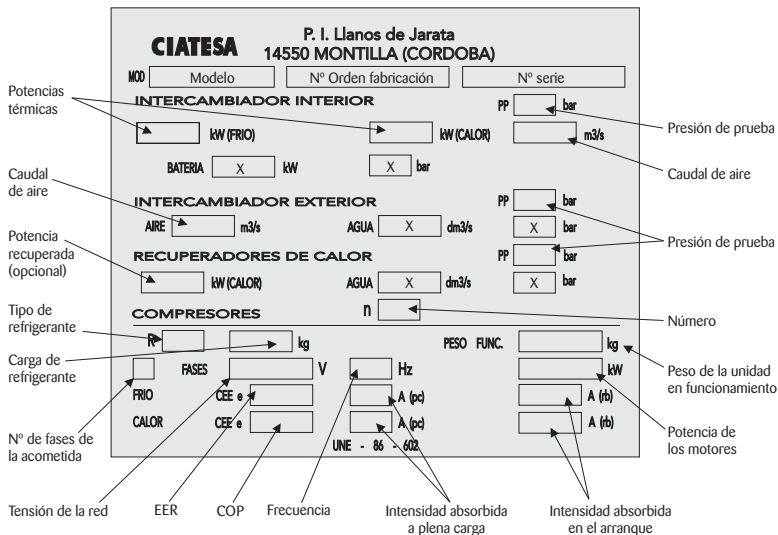 CIATESA
P. I. Llanos de Jarata
14550 MONTILLA (CORDOBA)
MOD Modelo Nº Orden fabricación Nº serie
Potencias
térmicas
INTERCAMBIADOR INTERIOR PP bar
Presión de prueba
kW (FRIO) kW (CALOR) m3/s
Caudal de aire
BATERIA X kW X bar
Caudal
de aire
INTERCAMBIADOR EXTERIOR PP bar
AIRE m3/s AGUA X dm3/s X bar
Presión de prueba
Potencia
recuperada
(opcional)
RECUPERADORES DE CALOR PP bar
kW (CALOR) AGUA X dm3/s X bar
COMPRESORES n
Número
Tipo de
refrigerante
R kg PESO FUNC. kg
Carga de
refrigerante
Peso de la unidad
en funcionamiento
FASES V Hz kW
FRIO CEE e A (pc) A (rb)
CALOR CEE e A (pc) A (rb)
Nº de fases de
la acometida
Potencia de
los motores
UNE - 86 - 602
Tensión de la red
EER
COP
Frecuencia
Intensidad absorbida
a plena carga
Intensidad absorbida
en el arranque